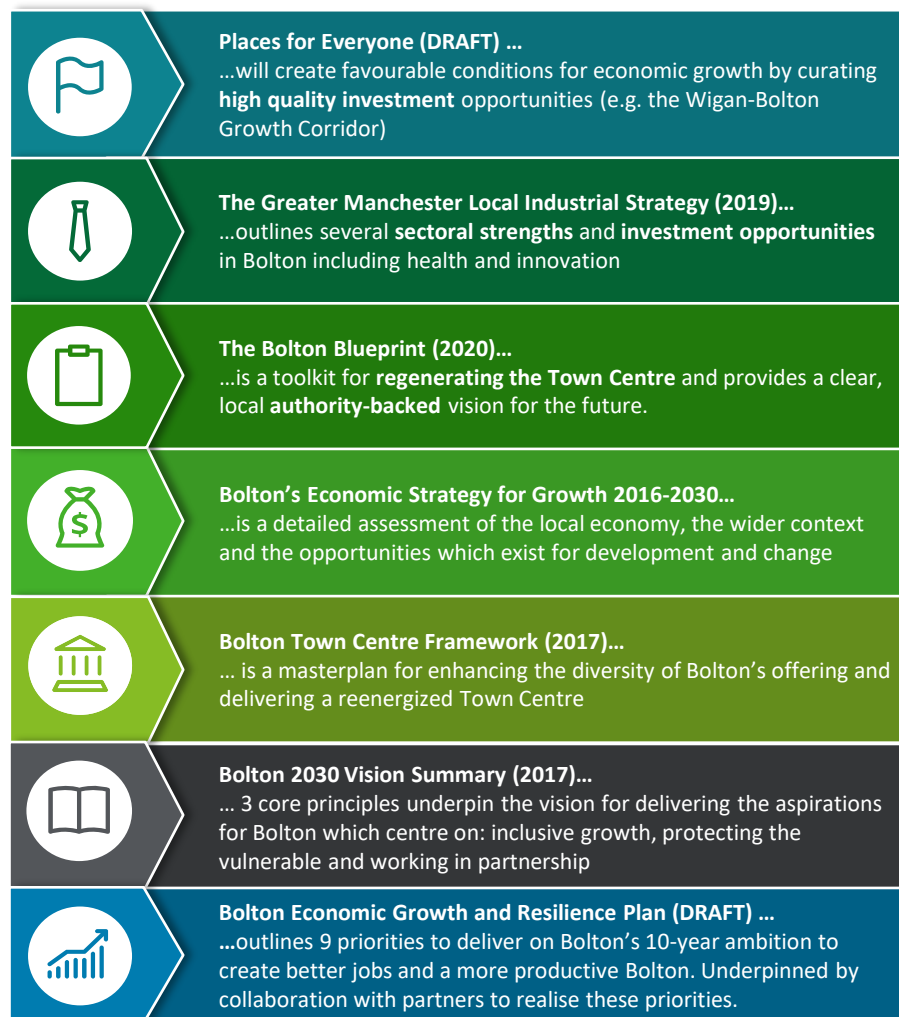 Places for Everyone (DRAFT) ...
...will create favourable conditions for economic growth by curating
high quality investment opportunities (e.g. the Wigan-Bolton
Growth Corridor)
The Greater Manchester Local Industrial Strategy (2019)...
...outlines several sectoral strengths and investment opportunities
in Bolton including health and innovation
The Bolton Blueprint (2020)...
...is a toolkit for regenerating the Town Centre and provides a clear,
local authority-backed vision for the future.
$
Bolton's Economic Strategy for Growth 2016-2030...
...is a detailed assessment of the local economy, the wider context
and the opportunities which exist for development and change
Bolton Town Centre Framework (2017)...
... is a masterplan for enhancing the diversity of Bolton's offering and
delivering a reenergized Town Centre
Bolton 2030 Vision Summary (2017)...
... 3 core principles underpin the vision for delivering the aspirations
for Bolton which centre on: inclusive growth, protecting the
vulnerable and working in partnership
Bolton Economic Growth and Resilience Plan (DRAFT) ...
...outlines 9 priorities to deliver on Bolton's 10-year ambition to
create better jobs and a more productive Bolton. Underpinned by
collaboration with partners to realise these priorities.